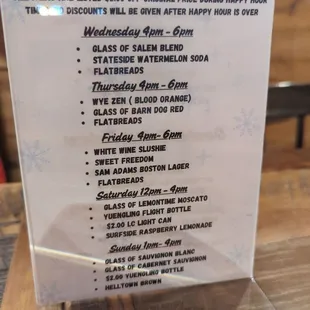 DURING HAPPY HOUR
DISCOUNTS WILL BE GIVEN AFTER HAPPY HOUR IS OVER
Wednesday 4pm - 6pm
GLASS OF SALEM BLEND
STATESIDE WATERMELON SODA
FLATBREADS
Thursday 4pm - 6pm
WYE ZEN ( BLOOD ORANGE)
GLASS OF BARN DOG RED
FLATBREADS
Friday 4pm - 6pm
WHITE WINE SLUSHIE
SWEET FREEDOM
SAM ADAMS BOSTON LAGER
FLATBREADS
Saturday 12pm - 4pm
GLASS OF LEMONTIME MOSCATO
YUENGLING FLIGHT BOTTLE
$2.00 LC LIGHT CAN
SURFSIDE RASPBERRY LEMONADE
Sunday 1pm- 4pm
GLASS OF SAUVIGNON BLANC
GLASS OF CABERNET SAUVIGNON
$2.00 YUENGLING BOTTLE
HELLTOWN BROWN